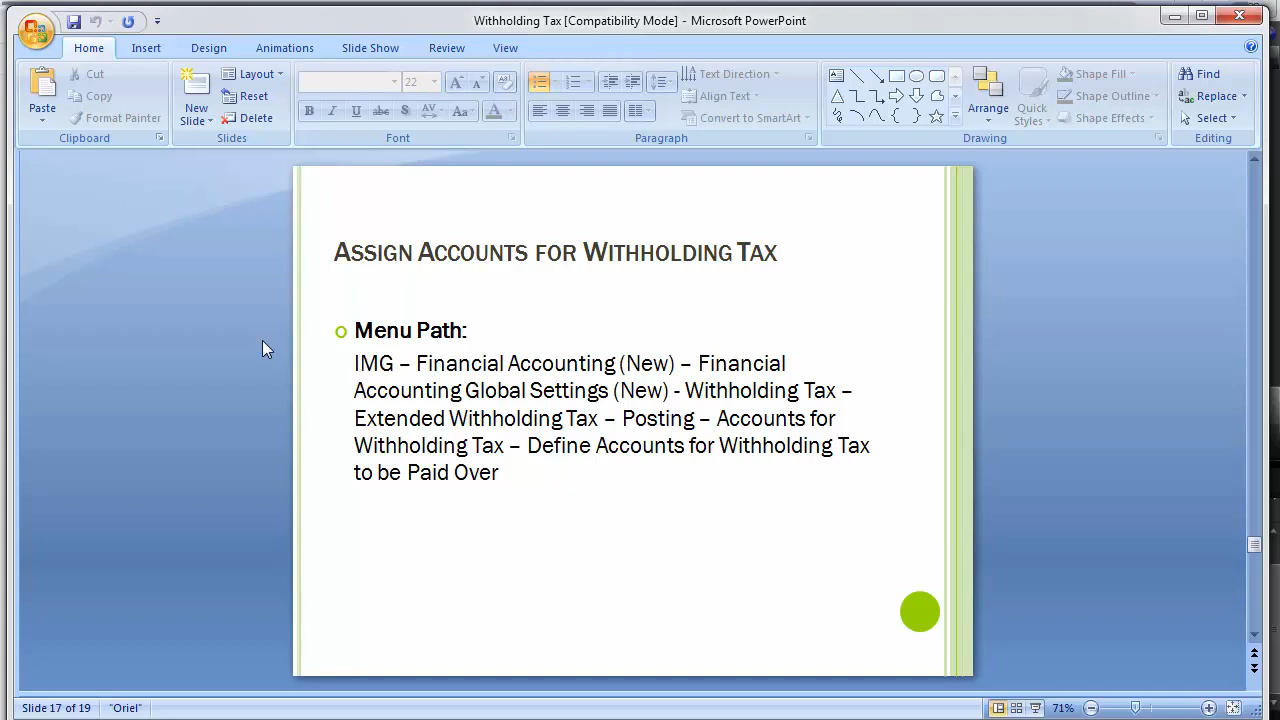 Withholding Tax [Compatibility Mode] - Microsoft PowerPoint
Home Insert Design Animations Slide Show Review View
Paste
Cut
Copy
Format Painter
Clipboard
New Slide
Layout
Reset
Delete
Slides
22
B I U S AV Aa A
Font
Text Direction
Align Text
Convert to SmartArt
Paragraph
Arrange
Quick Styles
Shape Fill
Shape Outline
Shape Effects
Drawing
Find
Replace
Select
Editing
ASSIGN ACCOUNTS FOR WITHHOLDING TAX
Menu Path:
IMG – Financial Accounting (New) – Financial
Accounting Global Settings (New) - Withholding Tax –
Extended Withholding Tax – Posting – Accounts for
Withholding Tax – Define Accounts for Withholding Tax
to be Paid Over
Slide 17 of 19 "Oriel" 71%